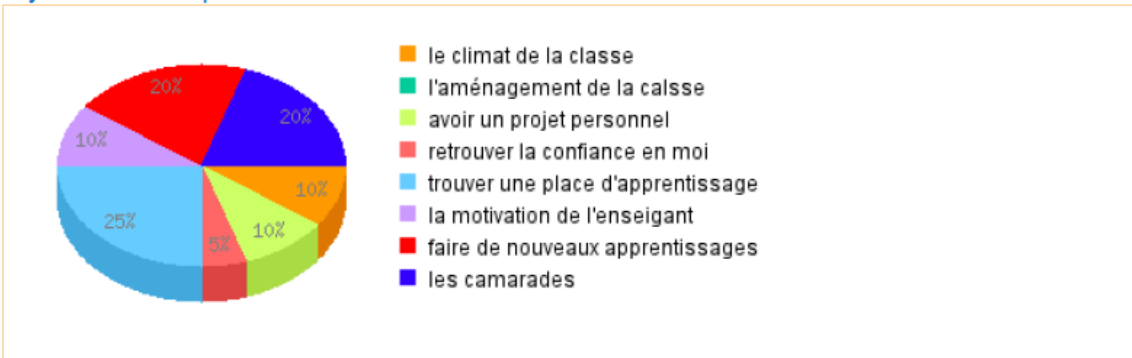 le climat de la classe
l'aménagement de la calsse
avoir un projet personnel
retrouver la confiance en moi
trouver une place d'apprentissage
la motivation de l'enseigant
faire de nouveaux apprentissages
les camarades
20%
20%
10%
10%
25%
10%
5%